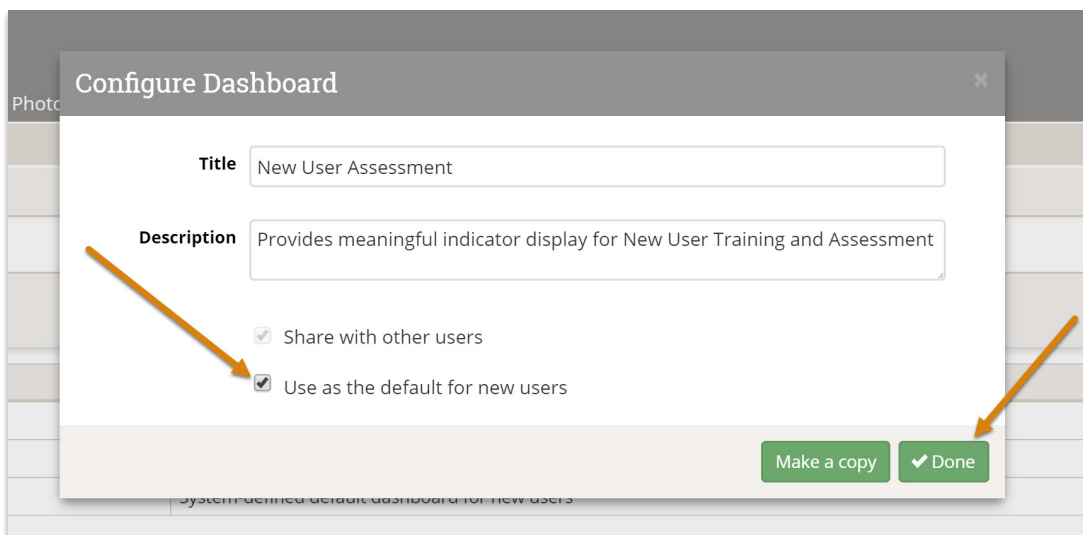 Configure Dashboard
×
Photo
Title
New User Assessment
Description
Provides meaningful indicator display for New User Training and Assessment
Share with other users
Use as the default for new users
Make a copy
Done
System-defined default dashboard for new users